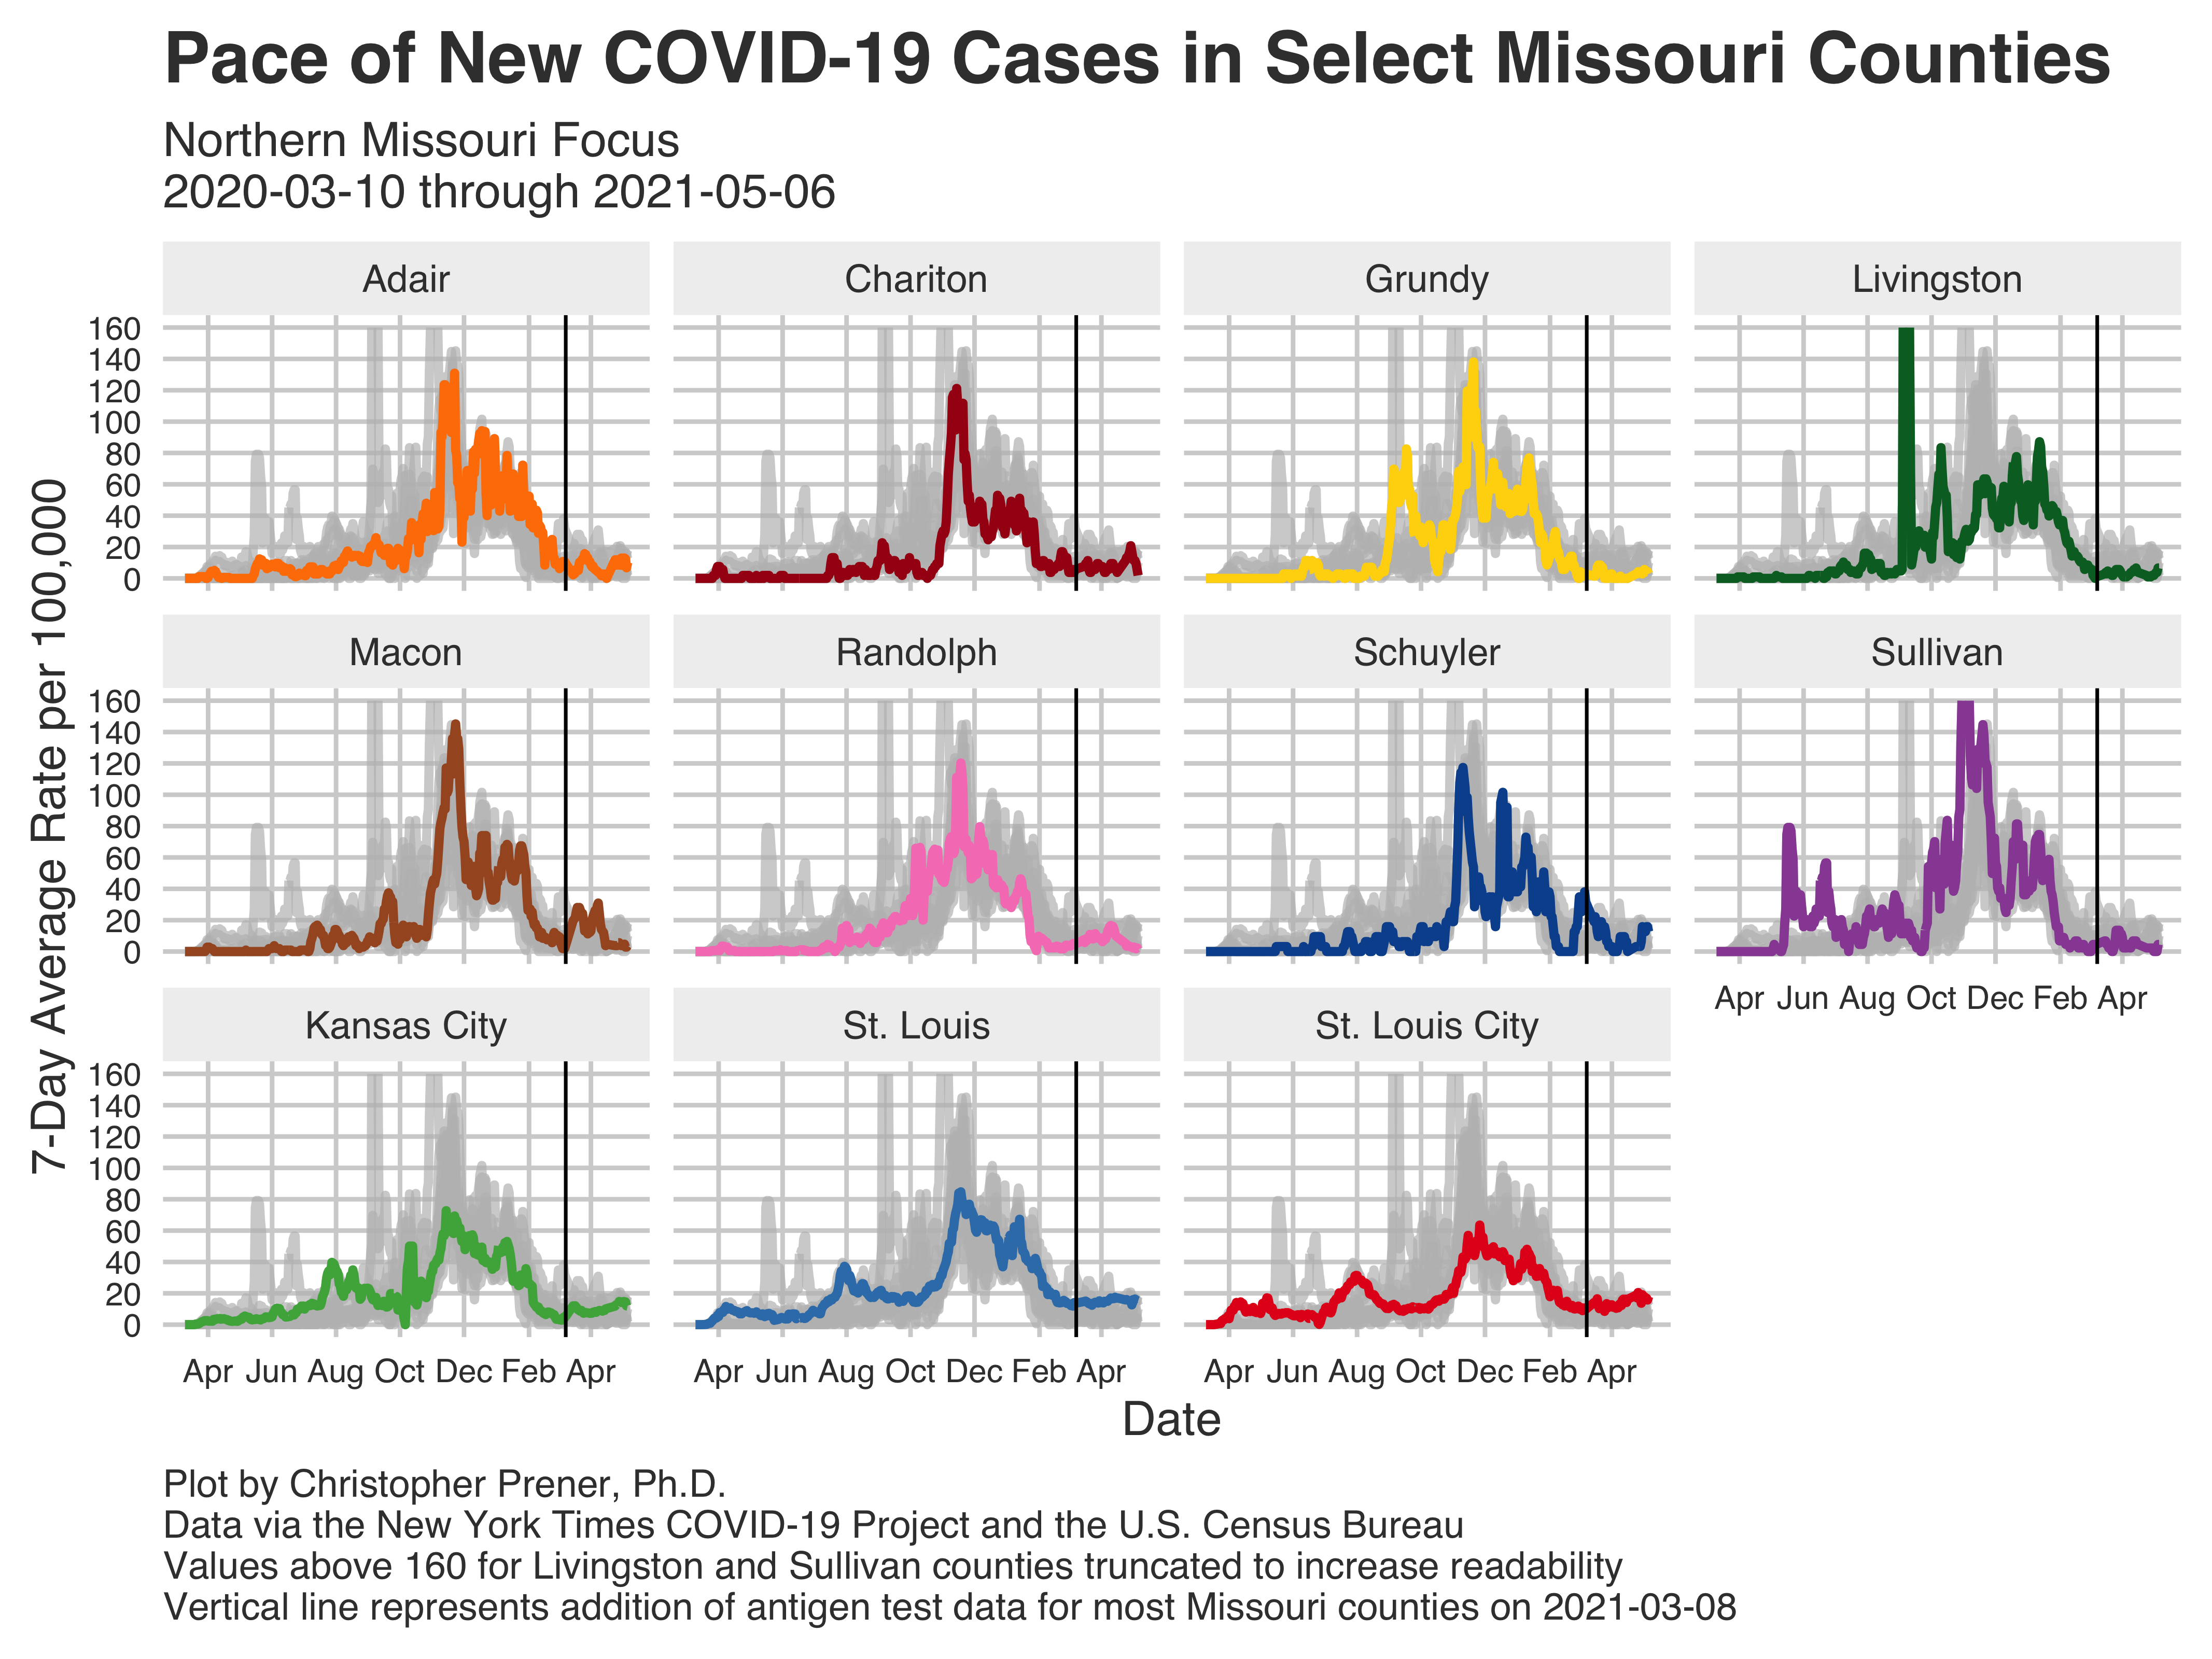 Pace of New COVID-19 Cases in Select Missouri Counties
Northern Missouri Focus
2020-03-10 through 2021-05-06
Adair
Chariton
Grundy
Livingston
160
140
120
100
80
60
40
20
0
Macon
Randolph
Schuyler
Sullivan
160
140
120
100
80
60
40
20
0
Apr Jun Aug Oct Dec Feb Apr
Kansas City
St. Louis
St. Louis City
160
140
120
100
80
60
40
20
0
Apr Jun Aug Oct Dec Feb Apr
Apr Jun Aug Oct Dec Feb Apr
Apr Jun Aug Oct Dec Feb Apr
7-Day Average Rate per 100,000
Date
Plot by Christopher Prener, Ph.D.
Data via the New York Times COVID-19 Project and the U.S. Census Bureau
Values above 160 for Livingston and Sullivan counties truncated to increase readability
Vertical line represents addition of antigen test data for most Missouri counties on 2021-03-08